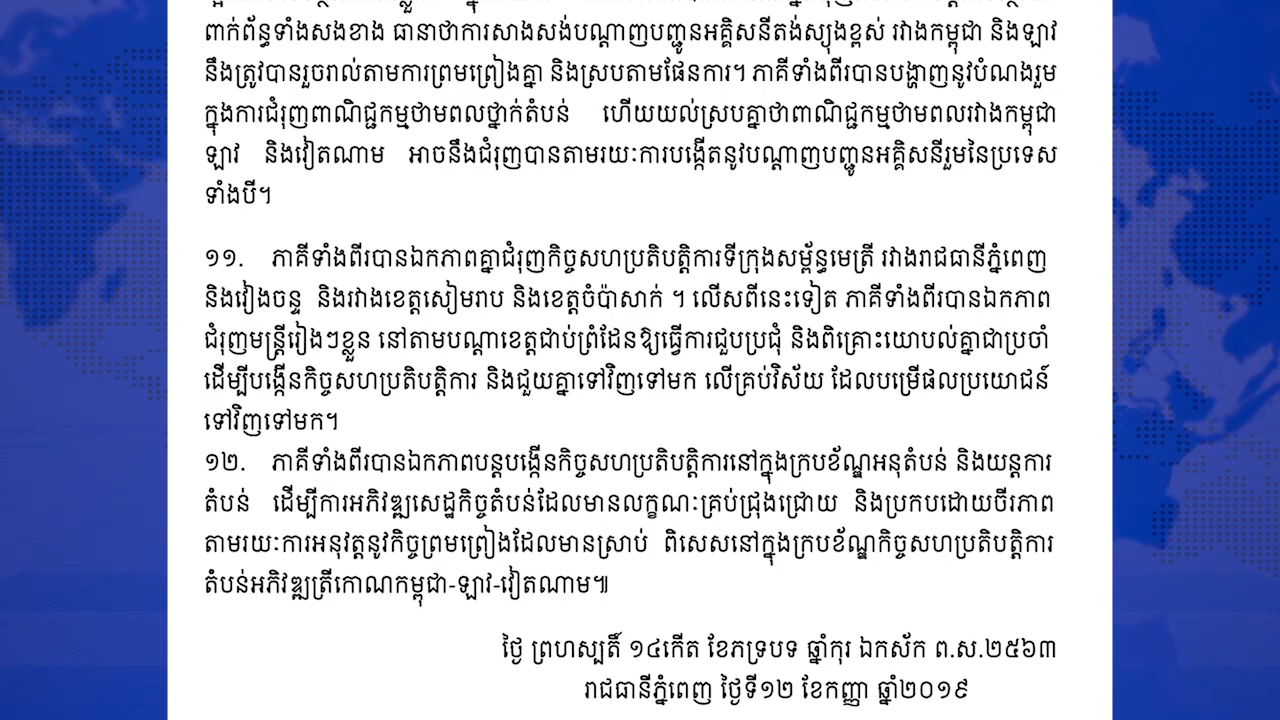 ពាក់ព័ន្ធទាំងសងខាង ធានាថាការសាងសង់បណ្តាញបញ្ជូនអគ្គិសនីតង់ស្យុងខ្ពស់ រវាងកម្ពុជា និងឡាវ
នឹងត្រូវបានរួចរាល់តាមការព្រមព្រៀងគ្នា និងស្របតាមផែនការ។ ភាគីទាំងពីរបានបង្ហាញនូវបំណងរួម
ក្នុងការជំរុញពាណិជ្ជកម្មថាមពលថ្នាក់តំបន់ ហើយយល់ស្របគ្នាថាពាណិជ្ជកម្មថាមពលរវាងកម្ពុជា
ឡាវ និងវៀតណាម អាចនឹងជំរុញបានតាមរយៈការបង្កើតនូវបណ្តាញបញ្ជូនអគ្គិសនីរួមនៃប្រទេស
ទាំងបី។
១១. ភាគីទាំងពីរបានឯកភាពគ្នាជំរុញកិច្ចសហប្រតិបត្តិការទីក្រុងសម្ព័ន្ធមេត្រី រវាងរាជធានីភ្នំពេញ
និងវៀងចន្ទ និងរវាងខេត្តសៀមរាប និងខេត្តចំប៉ាសាក់ ។ លើសពីនេះទៀត ភាគីទាំងពីរបានឯកភាព
ជំរុញមន្ត្រីរៀងៗខ្លួន នៅតាមបណ្តាខេត្តជាប់ព្រំដែនឱ្យធ្វើការជួបប្រជុំ និងពិគ្រោះយោបល់គ្នាជាប្រចាំ
ដើម្បីបង្កើនកិច្ចសហប្រតិបត្តិការ និងជួយគ្នាទៅវិញទៅមក លើគ្រប់វិស័យ ដែលបម្រើផលប្រយោជន៍
ទៅវិញទៅមក។
១២. ភាគីទាំងពីរបានឯកភាពបន្តបង្កើនកិច្ចសហប្រតិបត្តិការនៅក្នុងក្របខ័ណ្ឌអនុតំបន់ និងយន្តការ
តំបន់ ដើម្បីការអភិវឌ្ឍសេដ្ឋកិច្ចតំបន់ដែលមានលក្ខណៈគ្រប់ជ្រុងជ្រោយ និងប្រកបដោយចីរភាព
តាមរយៈការអនុវត្តនូវកិច្ចព្រមព្រៀងដែលមានស្រាប់ ពិសេសនៅក្នុងក្របខ័ណ្ឌកិច្ចសហប្រតិបត្តិការ
តំបន់អភិវឌ្ឍត្រីកោណកម្ពុជា-ឡាវ-វៀតណាម៕
ថ្ងៃ ព្រហស្បតិ៍ ១៤កើត ខែភទ្របទ ឆ្នាំកុរ ឯកស័ក ព.ស.២៥៦៣
រាជធានីភ្នំពេញ ថ្ងៃទី១២ ខែកញ្ញា ឆ្នាំ២០១៩